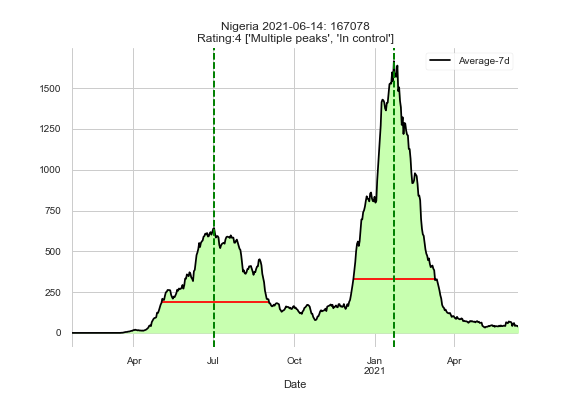 Nigeria 2021-06-14: 167078
Rating:4 ['Multiple peaks', 'In control']
Average-7d
1500
1250
1000
750
500
250
0
Apr
Jul
Oct
Jan
2021
Apr
Date